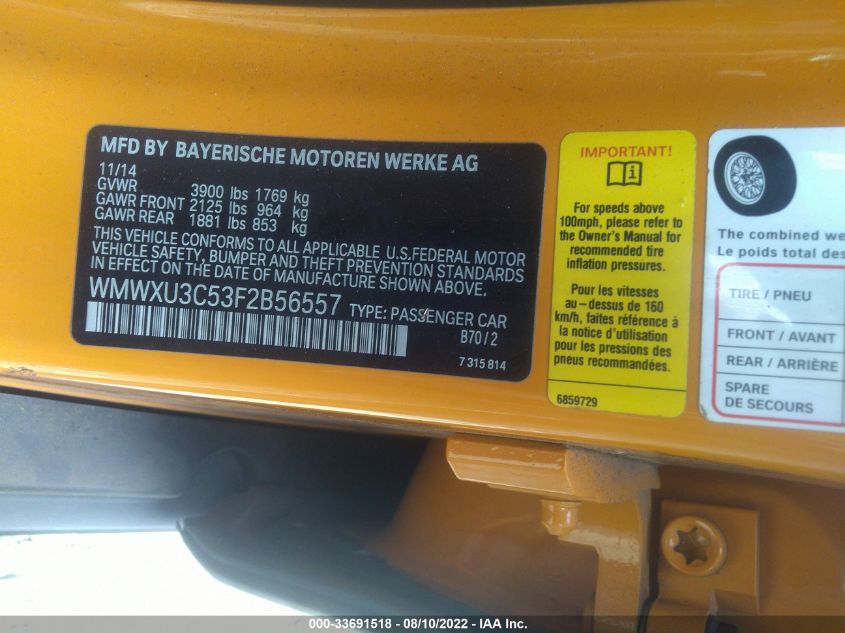 MFD BY BAYERISCHE MOTOREN WERKE AG
11/14
GVWR 3900 lbs 1769 kg
GAWR FRONT 2125 lbs 964 kg
GAWR REAR 1881 lbs 853 kg
THIS VEHICLE CONFORMS TO ALL APPLICABLE U.S.FEDERAL MOTOR
VEHICLE SAFETY, BUMPER AND THEFT PREVENTION STANDARDS
IN EFFECT ON THE DATE OF MANUFACTURE SHOWN ABOVE.
WMWXU3C53F2B56557 TYPE: PASSENGER CAR
B70/2
7 315 814
IMPORTANT!
For speeds above
100mph, please refer to
the Owner's Manual for
recommended tire
inflation pressures.
Pour les vitesses
au-dessus de 160
km/h, faites référence à
la notice d'utilisation
pour les pressions des
pneus recommandées.
6859729
The combined we
Le poids total des
TIRE / PNEU
FRONT / AVANT
REAR / ARRIÈRE
SPARE
DE SECOURS
000-33691518 - 08/10/2022 - IAA Inc.